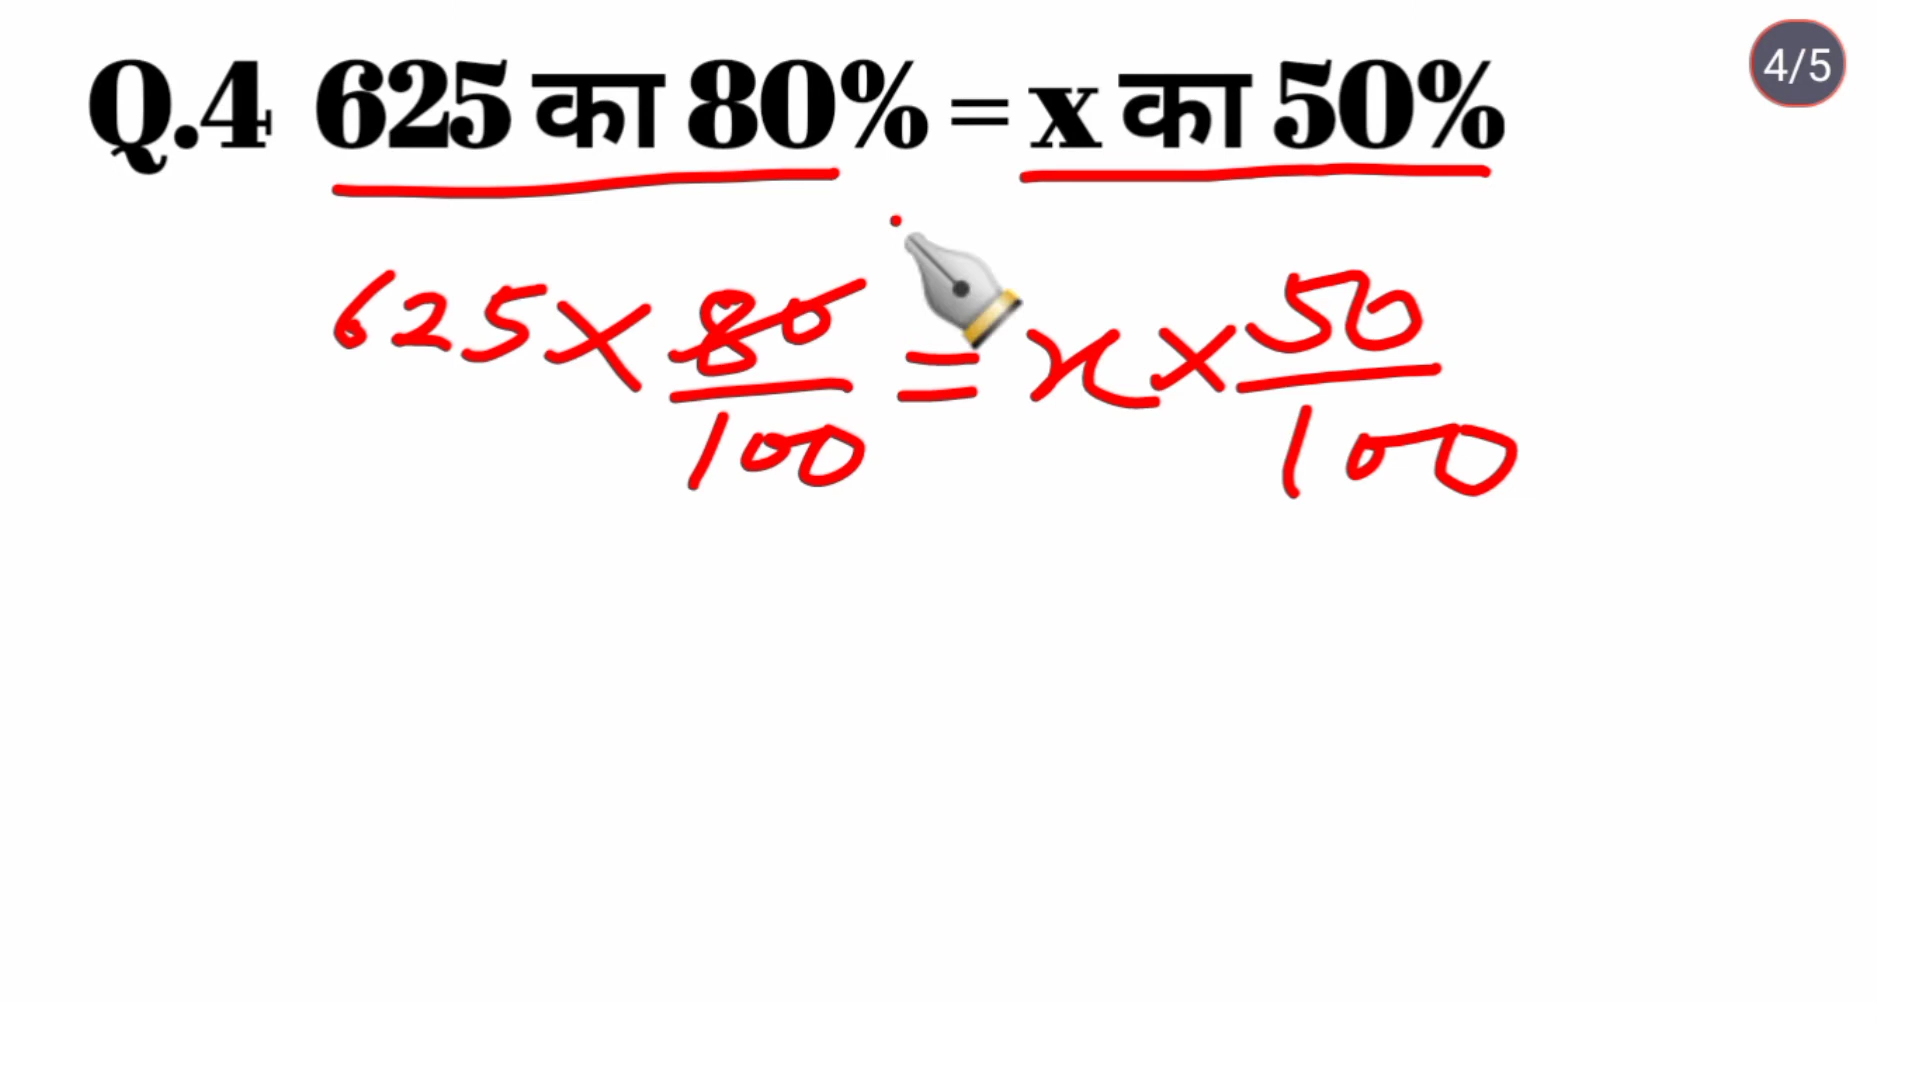 Q.4 625 का 80% = x का 50%
4/5
625 × 80/100 = x × 50/100